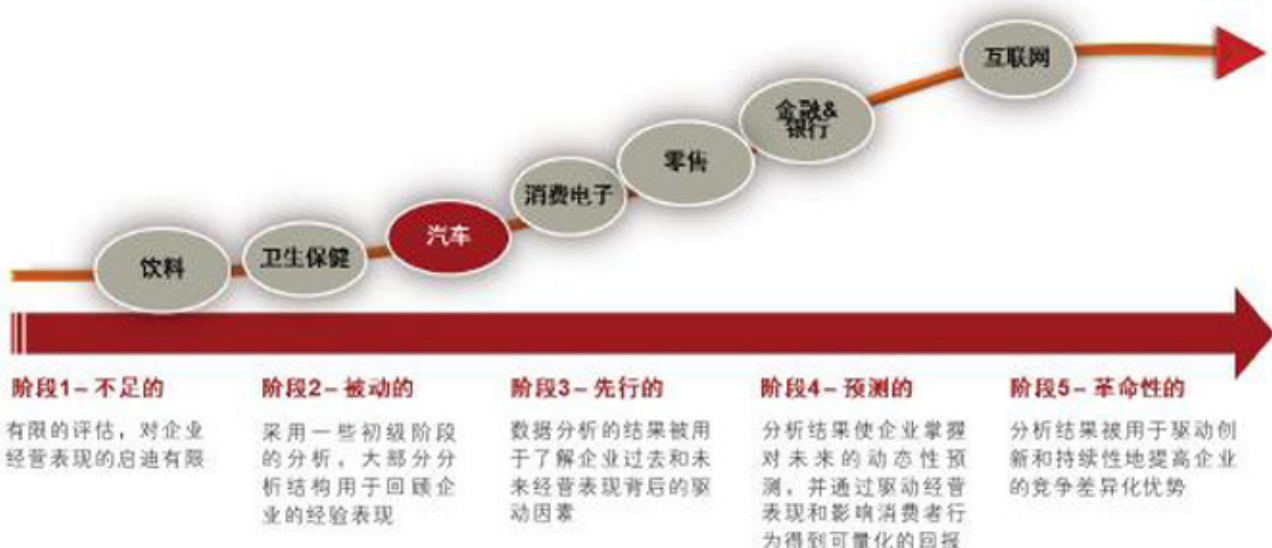 互联网
金融&
银行
零售
消费电子
汽车
卫生保健
饮料
阶段1－不足的
有限的评估，对企业
经营表现的启迪有限
阶段2－被动的
采用一些初级阶段
的分析，大部分分
析结构用于回顾企
业的经验表现
阶段3－先行的
数据分析的结果被用
于了解企业过去和未
来经营表现背后的驱
动因素
阶段4－预测的
分析结果使企业掌握
对未来的动态性预
测，并通过驱动经营
表现和影响消费者行
为得到可量化的回报
阶段5－革命性的
分析结果被用于驱动创
新和持续性地提高企业
的竞争差异化优势